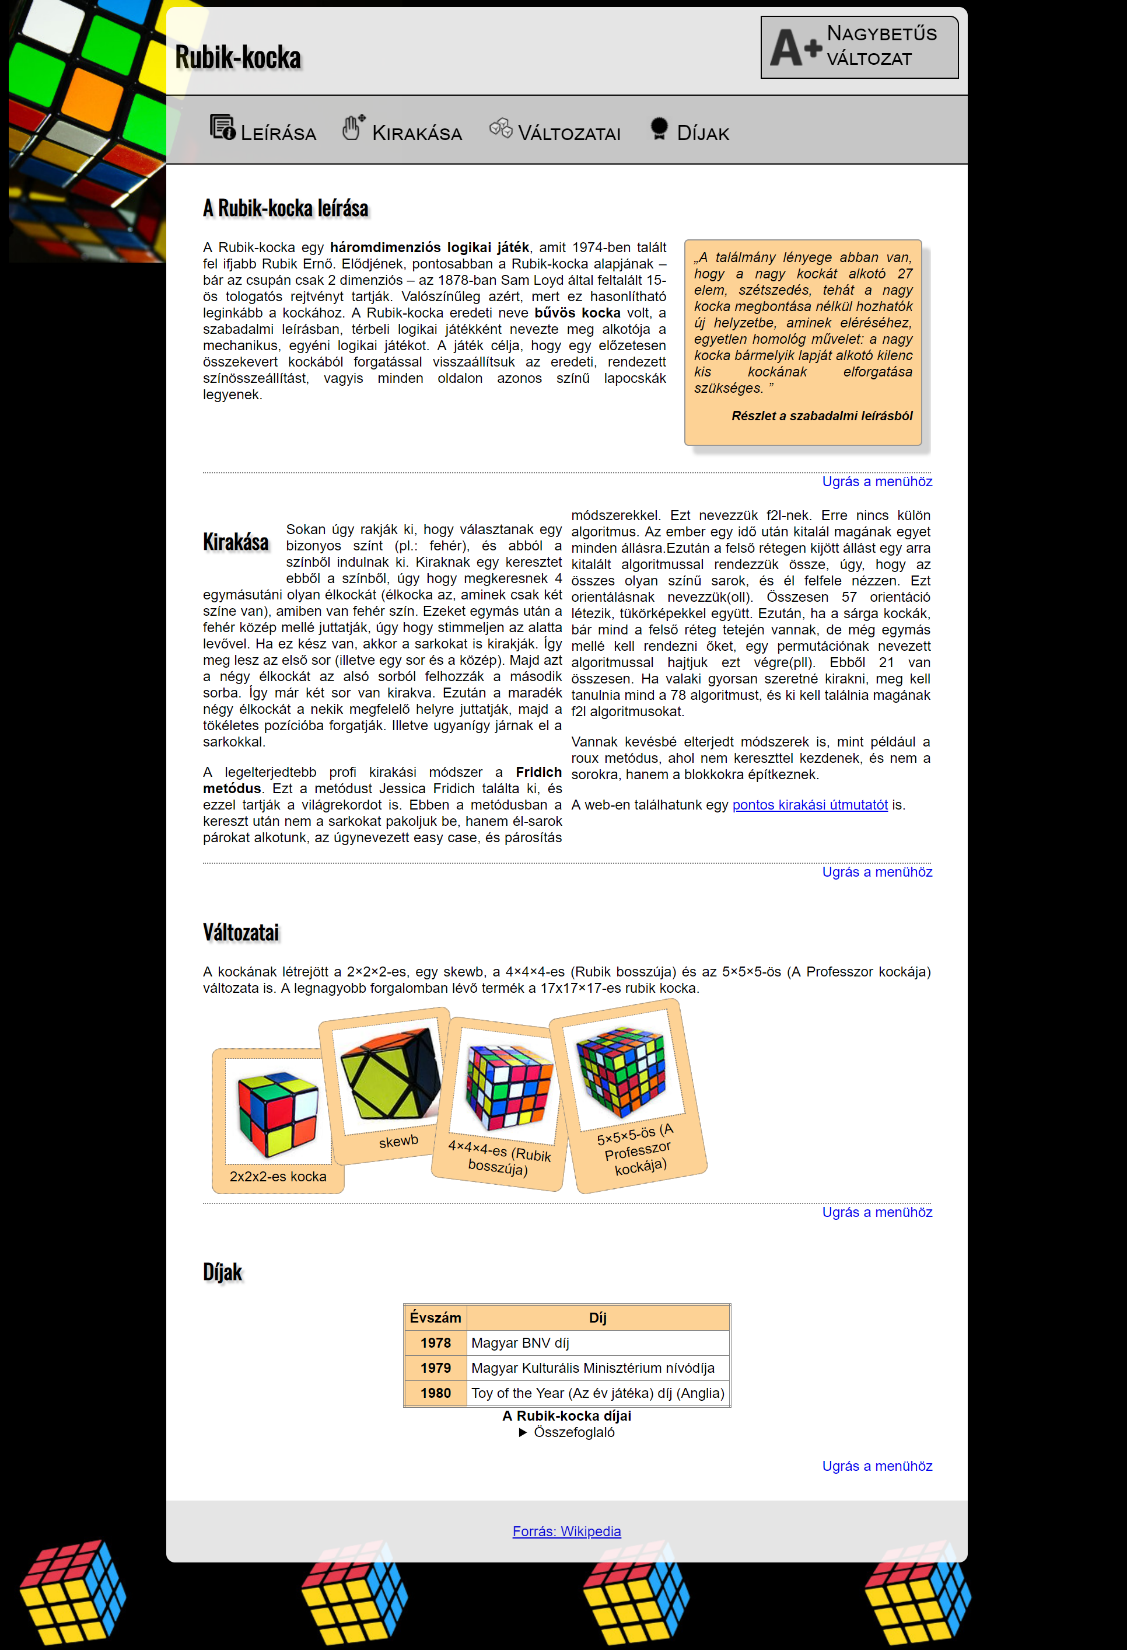 Rubik-kocka
A+ Nagybetűs
változat
Leírása Kirakása Változatai Díjak
A Rubik-kocka leírása
A Rubik-kocka egy háromdimenziós logikai játék, amit 1974-ben talált
fel ifjabb Rubik Ernő. Elődjének, pontosabban a Rubik-kocka alapjának –
bár az csupán csak 2 dimenziós – az 1878-ban Sam Loyd által feltalált 15-
ös tologatós rejtvényt tartják. Valószínűleg azért, mert ez hasonlítható
leginkább a kockához. A Rubik-kocka eredeti neve bűvös kocka volt, a
szabadalmi leírásban, térbeli logikai játékként nevezte meg alkotója a
mechanikus, egyéni logikai játékot. A játék célja, hogy egy előzetesen
összekevert kockából forgatással visszaállítsuk az eredeti, rendezett
színösszeállítást, vagyis minden oldalon azonos színű lapocskák
legyenek.
„A találmány lényege abban van,
hogy a nagy kockát alkotó 27
elem, szétszedés, tehát a nagy
kocka megbontása nélkül hozhatók
új helyzetbe, aminek eléréséhez,
egyetlen homológ művelet: a nagy
kocka bármelyik lapját alkotó kilenc
kis kockának elforgatása
szükséges. ”
Részlet a szabadalmi leírásból
Ugrás a menühöz
Kirakása
Sokan úgy rakják ki, hogy választanak egy
bizonyos színt (pl.: fehér), és abból a
színből indulnak ki. Kiraknak egy keresztet
ebből a színből, úgy hogy megkeresnek 4
egymásutáni olyan élkockát (élkocka az, aminek csak két
színe van), amiben van fehér szín. Ezeket egymás után a
fehér közép mellé juttatják, úgy hogy stimmeljen az alatta
levővel. Ha ez kész van, akkor a sarkokat is kirakják. Így
meg lesz az első sor (illetve egy sor és a közép). Majd azt
a négy élkockát az alsó sorból felhozzák a második
sorba. Így már két sor van kirakva. Ezután a maradék
négy élkockát a nekik megfelelő helyre juttatják, majd a
tökéletes pozícióba forgatják. Illetve ugyanígy járnak el a
sarkokkal.
A legelterjedtebb profi kirakási módszer a Fridich
metódus. Ezt a metódust Jessica Fridich találta ki, és
ezzel tartják a világrekordot is. Ebben a metódusban a
kereszt után nem a sarkokat pakoljuk be, hanem él-sarok
párokat alkotunk, az úgynevezett easy case, és párosítás
módszerekkel. Ezt nevezzük f2l-nek. Erre nincs külön
algoritmus. Az ember egy idő után kitalál magának egyet
minden állásra.Ezután a felső rétegen kijött állást egy arra
kitalált algoritmussal rendezzük össze, úgy, hogy az
összes olyan színű sarok, és él felfele nézzen. Ezt
orientálásnak nevezzük(oll). Összesen 57 orientáció
létezik, tükörképekkel együtt. Ezután, ha a sárga kockák,
bár mind a felső réteg tetején vannak, de még egymás
mellé kell rendezni őket, egy permutációnak nevezett
algoritmussal hajtjuk ezt végre(pll). Ebből 21 van
összesen. Ha valaki gyorsan szeretné kirakni, meg kell
tanulnia mind a 78 algoritmust, és ki kell találnia magának
f2l algoritmusokat.
Vannak kevésbé elterjedt módszerek is, mint például a
roux metódus, ahol nem kereszttel kezdenek, és nem a
sorokra, hanem a blokkokra építkeznek.
A web-en találhatunk egy pontos kirakási útmutatót is.
Ugrás a menühöz
Változatai
A kockának létrejött a 2×2×2-es, egy skewb, a 4×4×4-es (Rubik bosszúja) és az 5×5×5-ös (A Professzor kockája)
változata is. A legnagyobb forgalomban lévő termék a 17x17×17-es rubik kocka.
2x2x2-es kocka
skewb
4×4×4-es (Rubik
bosszúja)
5×5×5-ös (A
Professzor
kockája)
Ugrás a menühöz
Díjak
Évszám Díj
1978 Magyar BNV díj
1979 Magyar Kulturális Minisztérium nívódíja
1980 Toy of the Year (Az év játéka) díj (Anglia)
A Rubik-kocka díjai
▶ Összefoglaló
Ugrás a menühöz
Forrás: Wikipedia